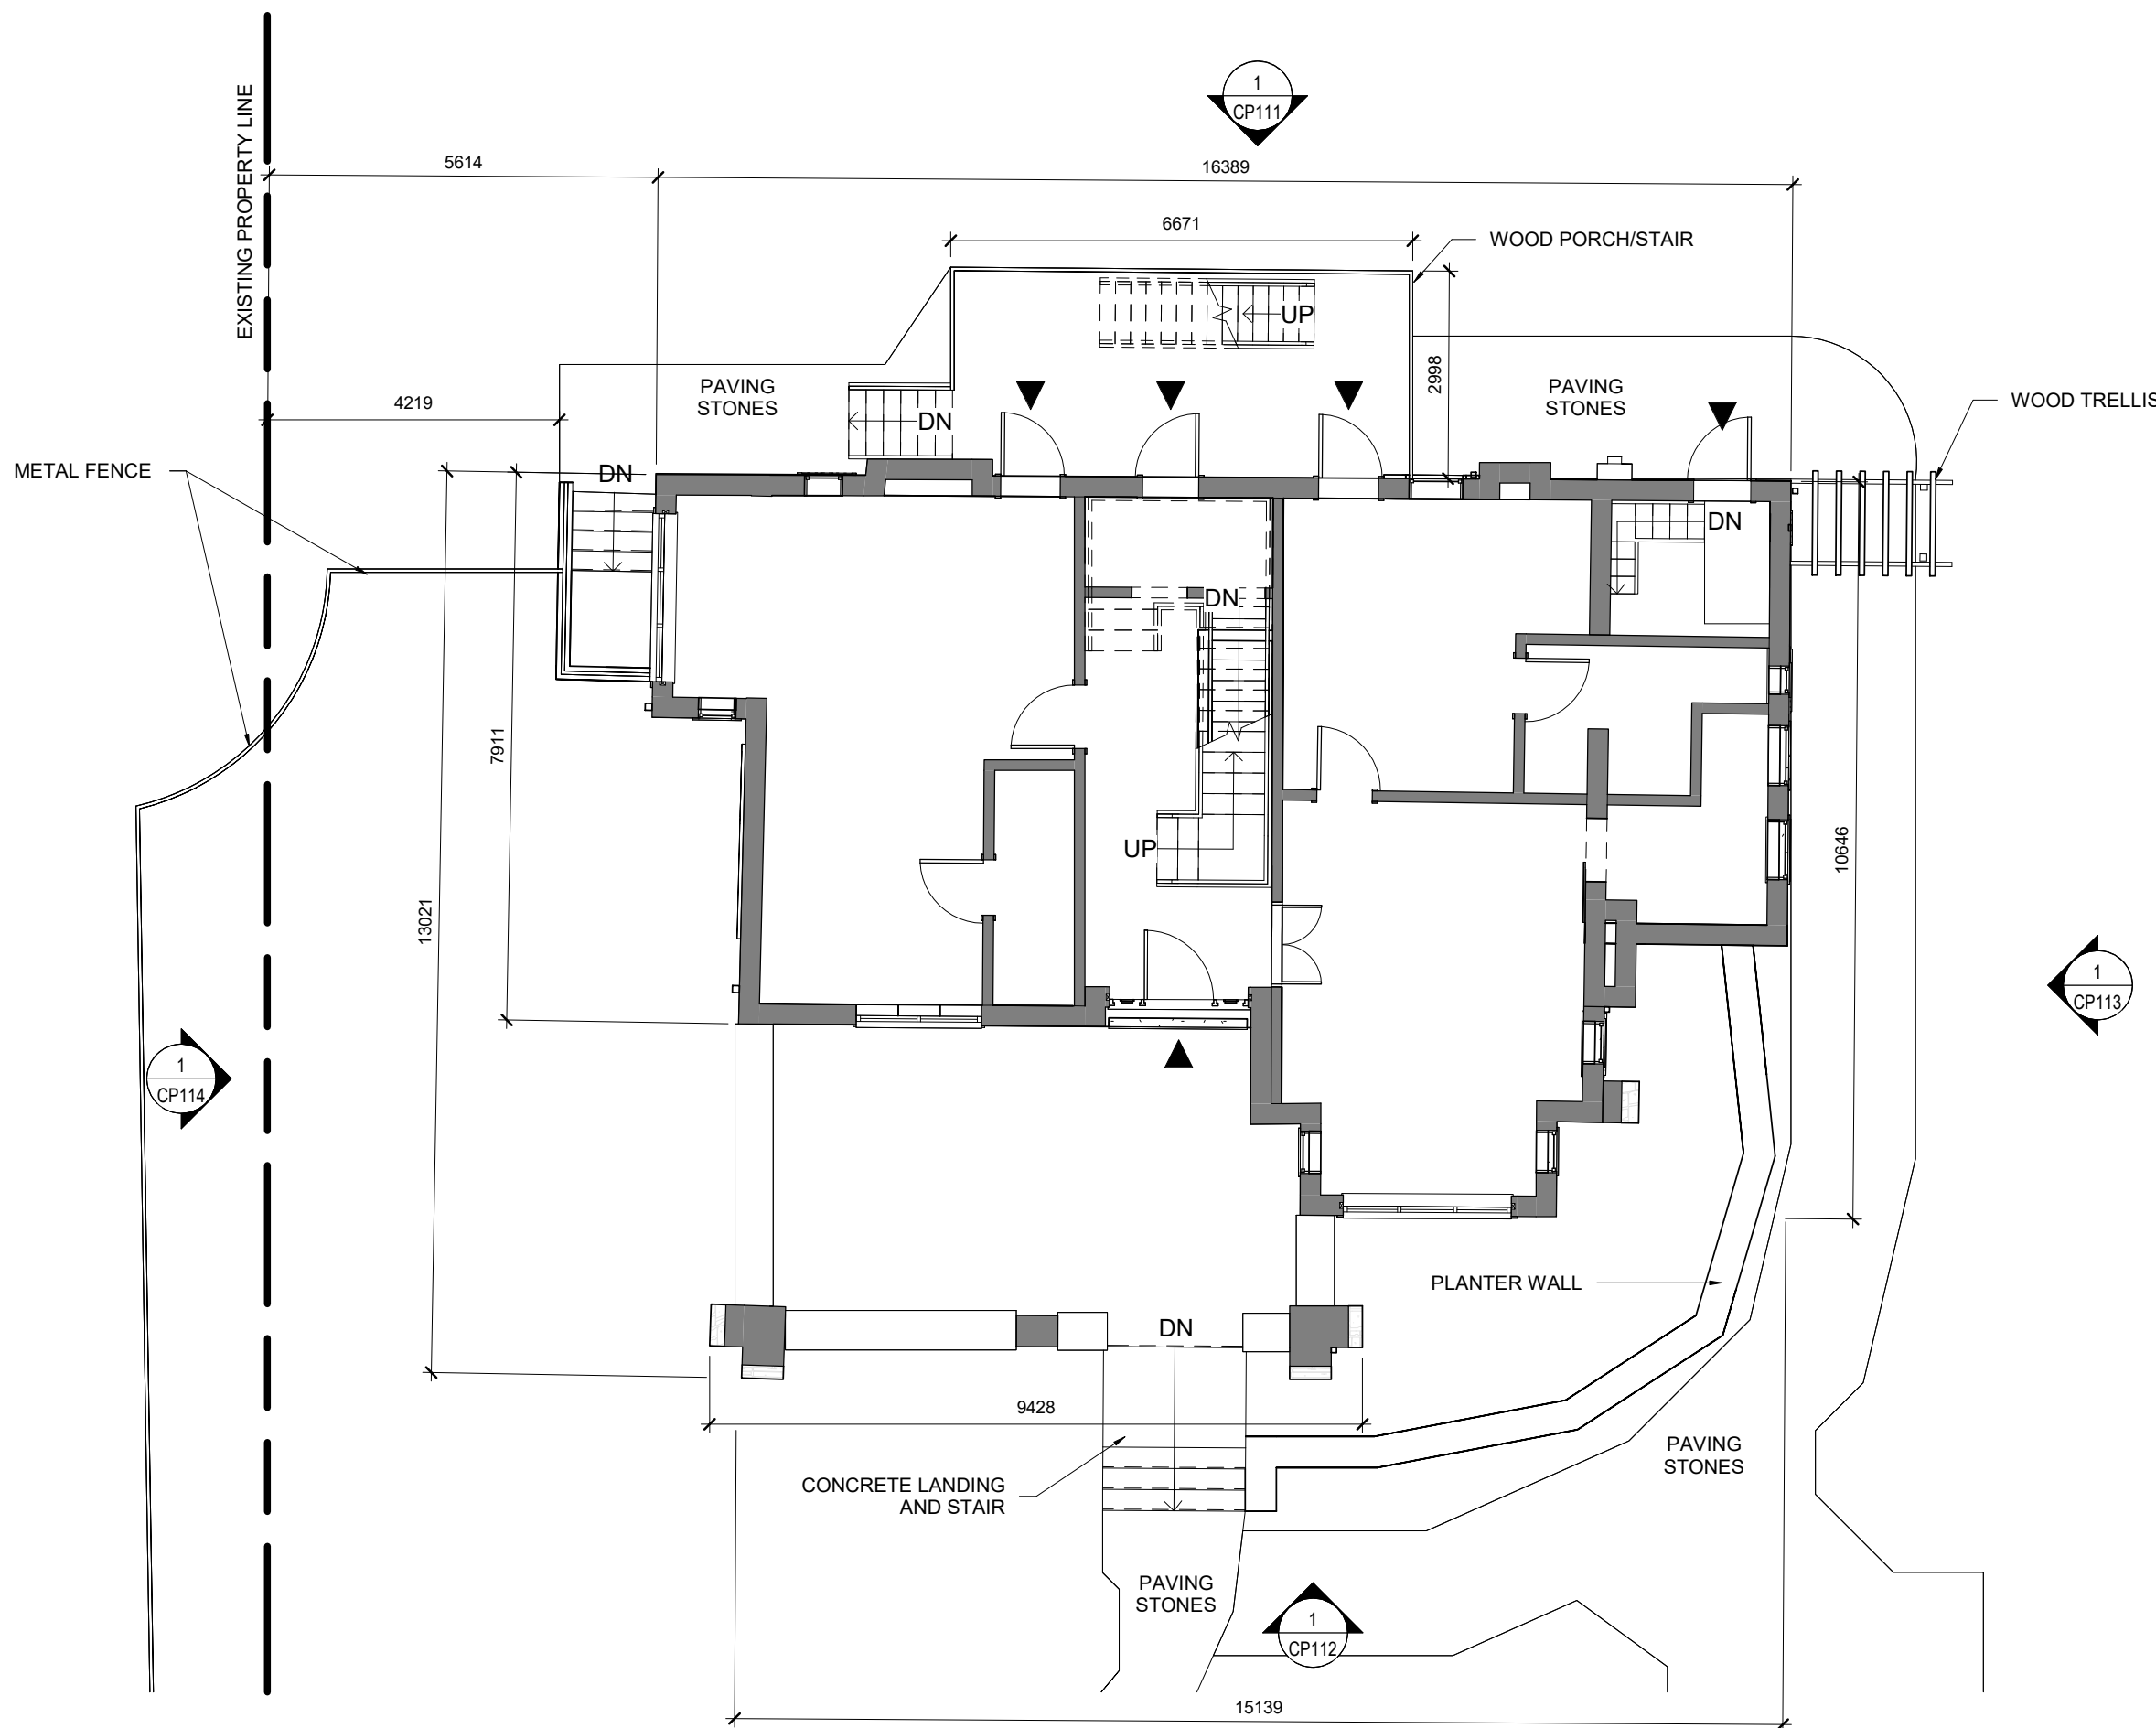 1
CP111
EXISTING PROPERTY LINE
5614
16389
6671
WOOD PORCH/STAIR
UP
2998
PAVING
STONES
PAVING
STONES
4219
DN
WOOD TRELLIS
METAL FENCE
DN
DN
DN
7911
UP
10646
13021
1
CP113
1
CP114
PLANTER WALL
DN
9428
PAVING
STONES
CONCRETE LANDING
AND STAIR
PAVING
STONES
1
CP112
15139